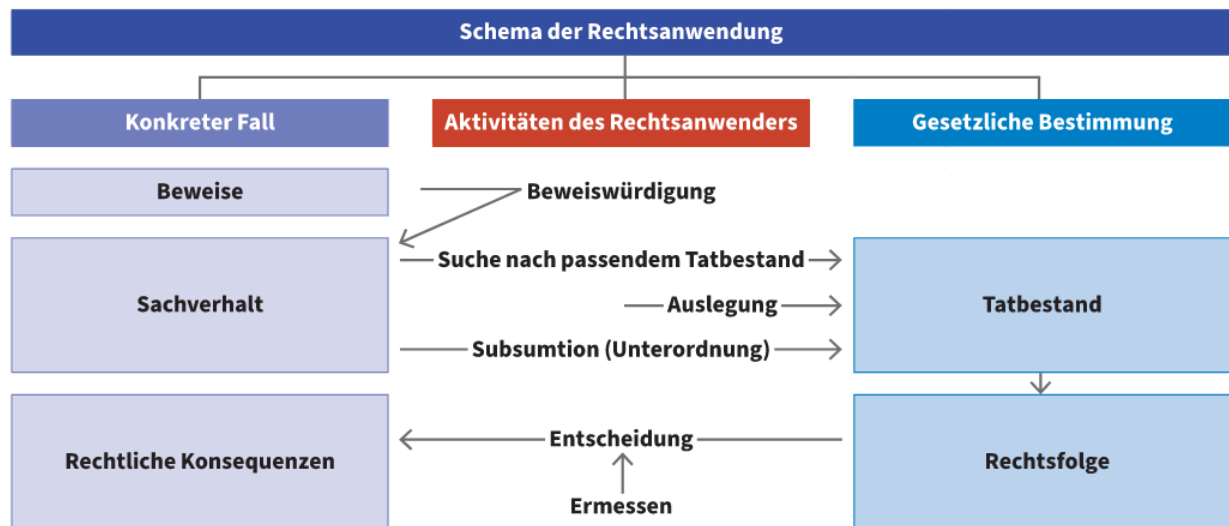 Schema der Rechtsanwendung
Konkreter Fall
Aktivitäten des Rechtsanwenders
Gesetzliche Bestimmung
Beweise
Beweiswürdigung
Suche nach passendem Tatbestand
Sachverhalt
Auslegung
Tatbestand
Subsumtion (Unterordnung)
Entscheidung
Rechtliche Konsequenzen
Rechtsfolge
Ermessen